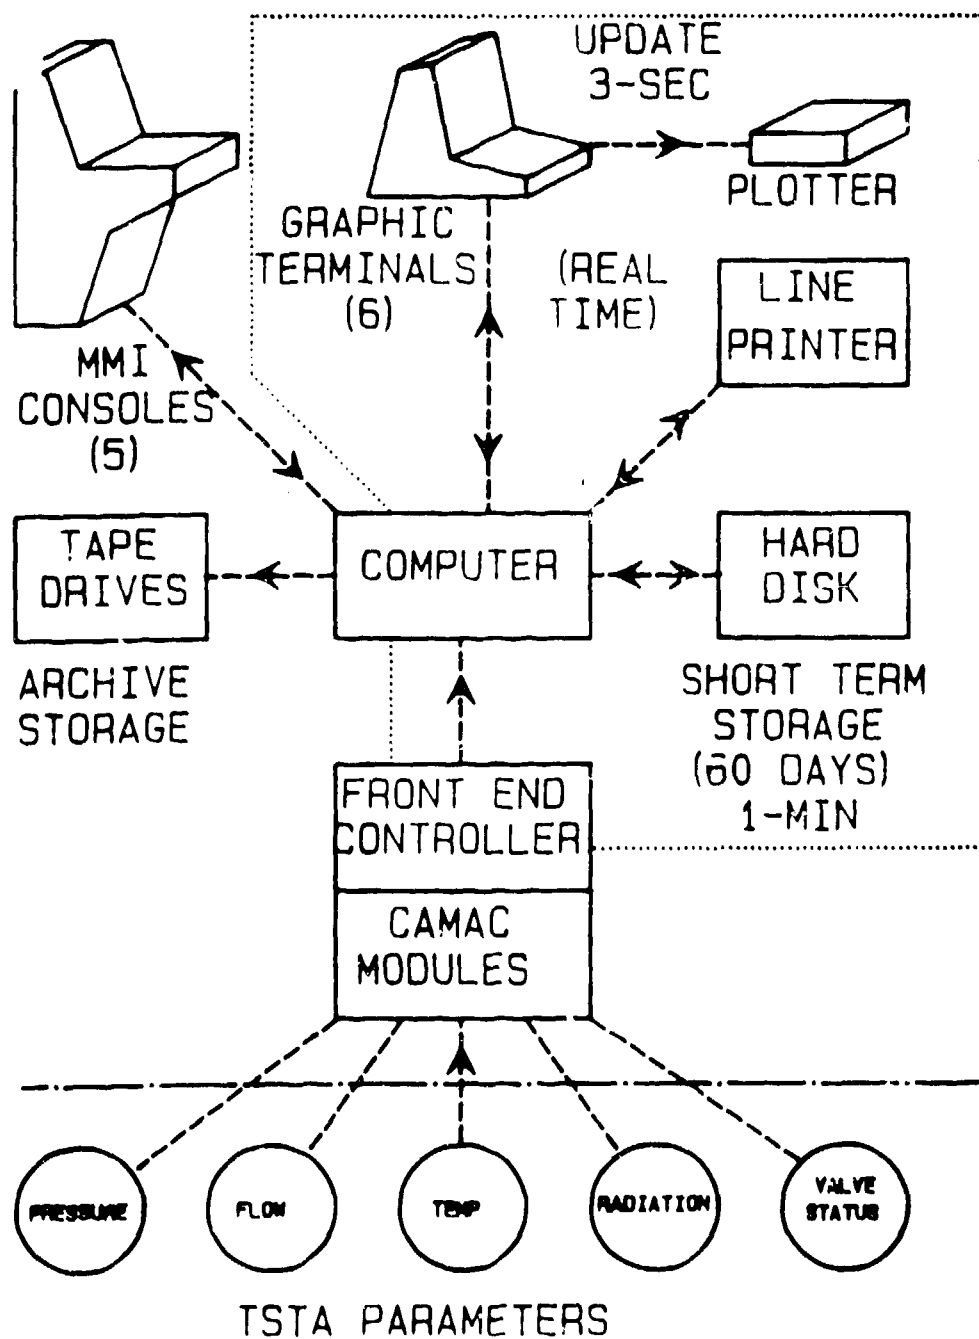 UPDATE
3-SEC
PLOTTER
GRAPHIC
TERMINALS
(6)
(REAL
TIME)
LINE
PRINTER
MMI
CONSOLES
(5)
TAPE
DRIVES
COMPUTER
HARD
DISK
ARCHIVE
STORAGE
SHORT TERM
STORAGE
(60 DAYS)
1-MIN
FRONT END
CONTROLLER
CAMAC
MODULES
PRESSURE
FLOW
TEMP
RADIATION
VALVE
STATUS
TSTA PARAMETERS